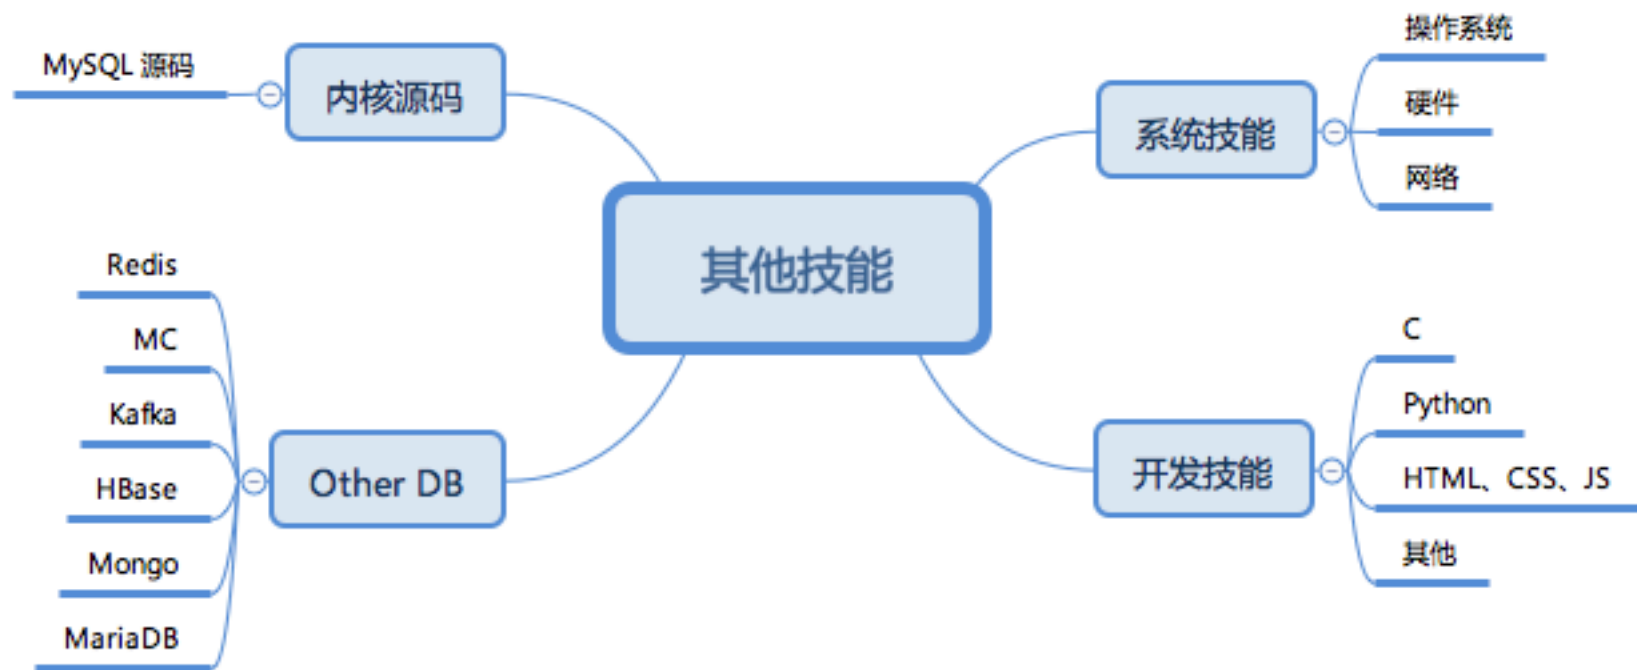 其他技能
内核源码
MySQL 源码
Other DB
Redis
MC
Kafka
HBase
Mongo
MariaDB
系统技能
操作系统
硬件
网络
开发技能
C
Python
HTML、CSS、JS
其他